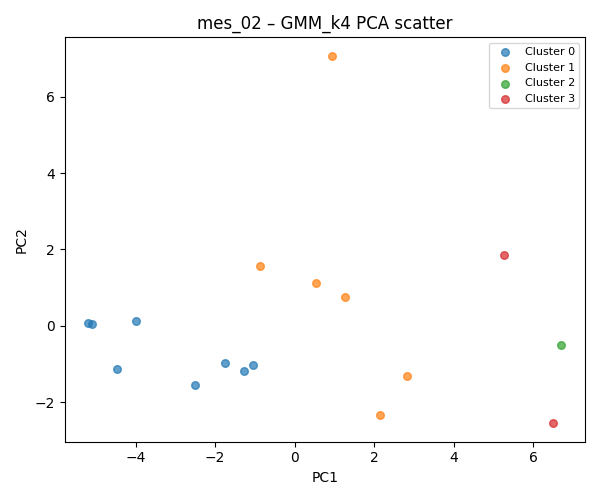 mes_02 – GMM_k4 PCA scatter
Cluster 0
Cluster 1
Cluster 2
Cluster 3
PC2
6
4
2
0
−2
−4 −2 0 2 4 6
PC1